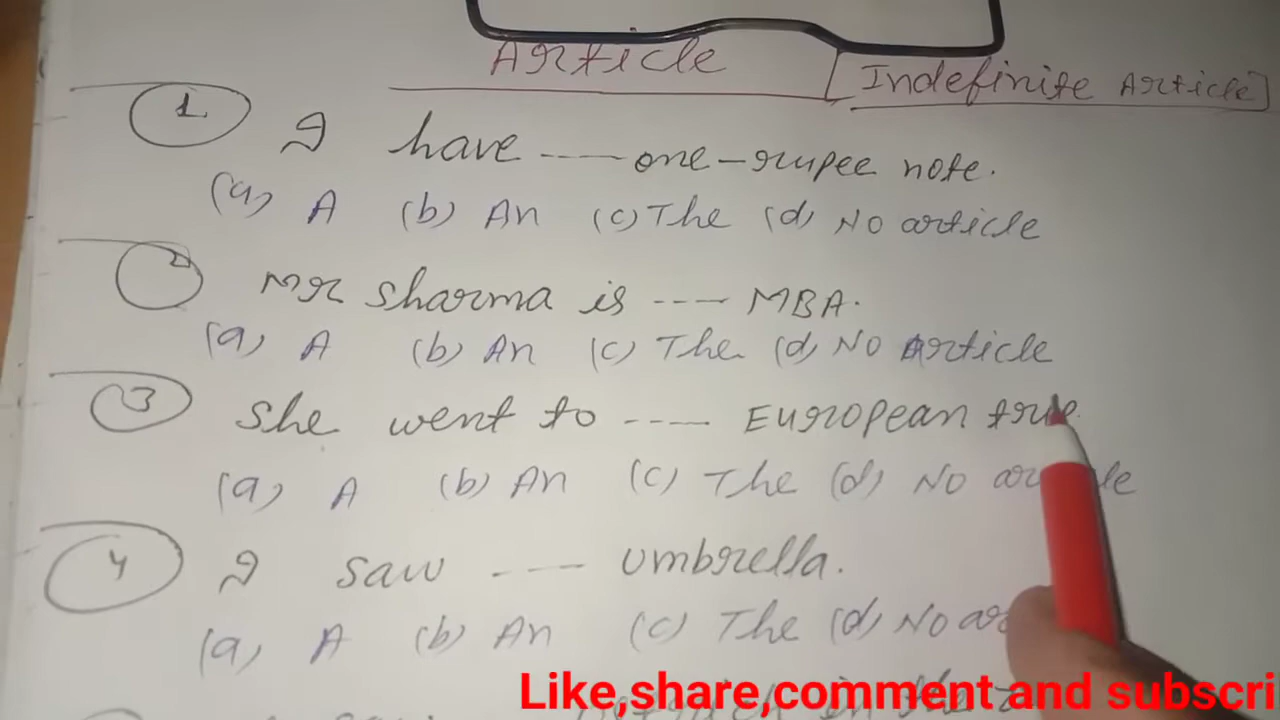 Article [Indefinite Article]
1 I have ---- one-rupee note.
(a) A (b) An (c) The (d) No article
2 Mr Sharma is ---- MBA.
(a) A (b) An (c) The (d) No Article
3 She went to ---- European
(a) A (b) An (c) The (d) No
4 I saw ---- umbrella.
(a) A (b) An (c) The (d) No
Like,share,comment and subscri
in the